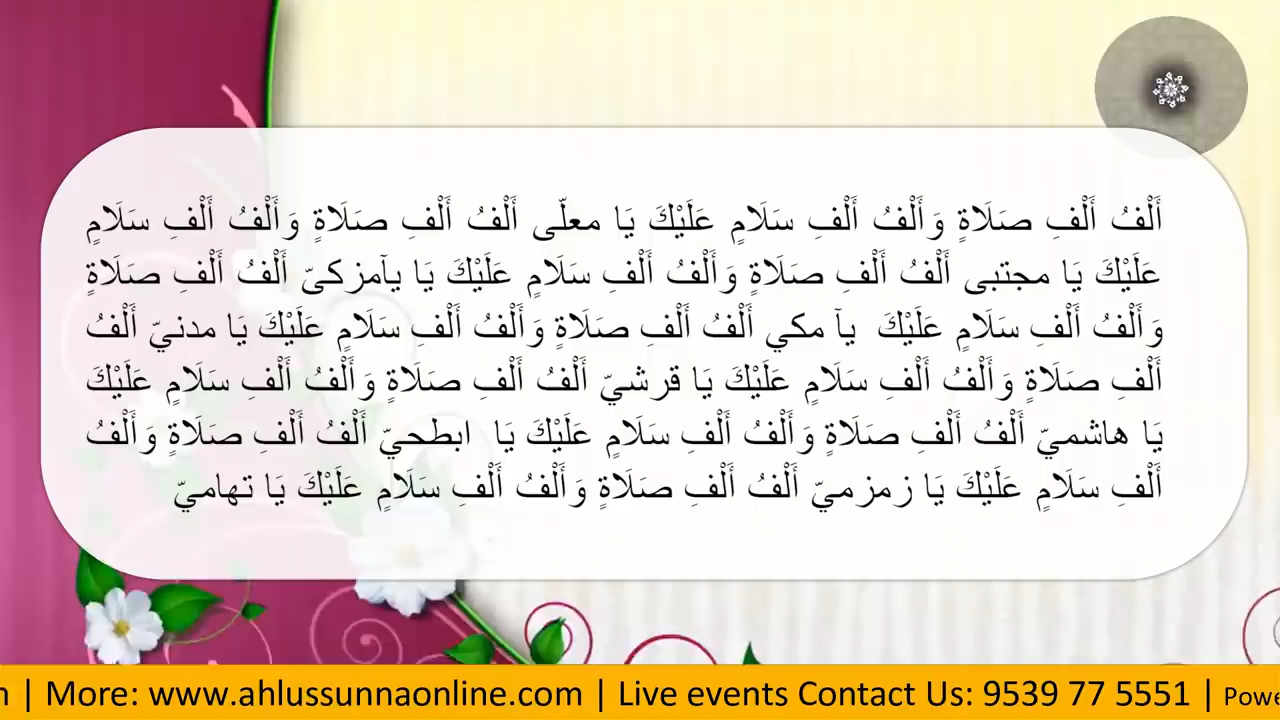 أَلْفُ أَلْفِ صَلَاةٍ وَأَلْفُ أَلْفِ سَلَامٍ عَلَيْكَ يَا معلّى أَلْفُ أَلْفِ صَلَاةٍ وَأَلْفُ أَلْفِ سَلَامٍ
عَلَيْكَ يَا مجتبى أَلْفُ أَلْفِ صَلَاةٍ وَأَلْفُ أَلْفِ سَلَامٍ عَلَيْكَ يَا يآمزكىّ أَلْفُ أَلْفِ صَلَاةٍ
وَأَلْفُ أَلْفِ سَلَامٍ عَلَيْكَ يآ مكي أَلْفُ أَلْفِ صَلَاةٍ وَأَلْفُ أَلْفِ سَلَامٍ عَلَيْكَ يَا مدنيّ أَلْفُ
أَلْفِ صَلَاةٍ وَأَلْفُ أَلْفِ سَلَامٍ عَلَيْكَ يَا قرشيّ أَلْفُ أَلْفِ صَلَاةٍ وَأَلْفُ أَلْفِ سَلَامٍ عَلَيْكَ
يَا هاشميّ أَلْفُ أَلْفِ صَلَاةٍ وَأَلْفُ أَلْفِ سَلَامٍ عَلَيْكَ يَا ابطحيّ أَلْفُ أَلْفِ صَلَاةٍ وَأَلْفُ
أَلْفِ سَلَامٍ عَلَيْكَ يَا زمزميّ أَلْفُ أَلْفِ صَلَاةٍ وَأَلْفُ أَلْفِ سَلَامٍ عَلَيْكَ يَا تهاميّ
| More: www.ahlussunnaonline.com | Live events Contact Us: 9539 77 5551 |